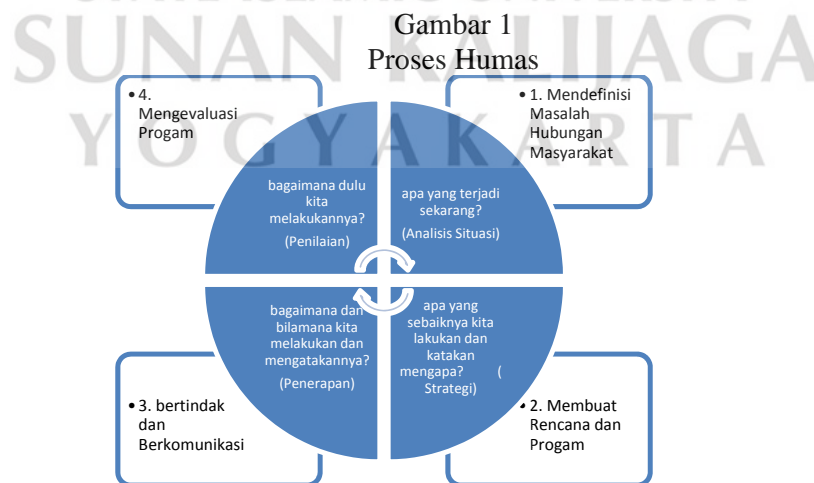 SUNAN KALIJAGA
YOGYAKARTA
Gambar 1
Proses Humas
• 4.
Mengevaluasi
Progam
• 1. Mendefinisi
Masalah
Hubungan
Masyarakat
bagaimana dulu
kita
melakukannya?
(Penilaian)
apa yang terjadi
sekarang?
(Analisis Situasi)
bagaimana dan
bilamana kita
melakukan dan
mengatakannya?
(Penerapan)
apa yang
sebaiknya kita
lakukan dan
katakan
mengapa? (
Strategi)
• 3. bertindak
dan
Berkomunikasi
• 2. Membuat
Rencana dan
Progam